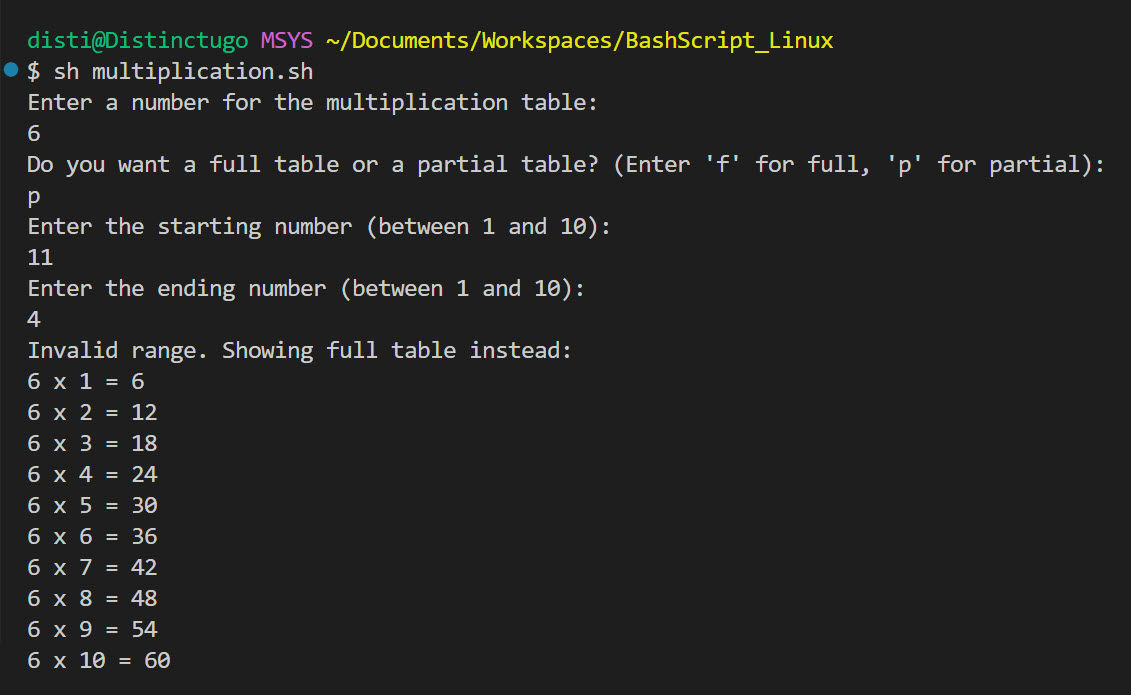 disti@Distinctugo MSYS ~/Documents/Workspaces/BashScript_Linux
$ sh multiplication.sh
Enter a number for the multiplication table:
6
Do you want a full table or a partial table? (Enter 'f' for full, 'p' for partial):
p
Enter the starting number (between 1 and 10):
11
Enter the ending number (between 1 and 10):
4
Invalid range. Showing full table instead:
6 x 1 = 6
6 x 2 = 12
6 x 3 = 18
6 x 4 = 24
6 x 5 = 30
6 x 6 = 36
6 x 7 = 42
6 x 8 = 48
6 x 9 = 54
6 x 10 = 60